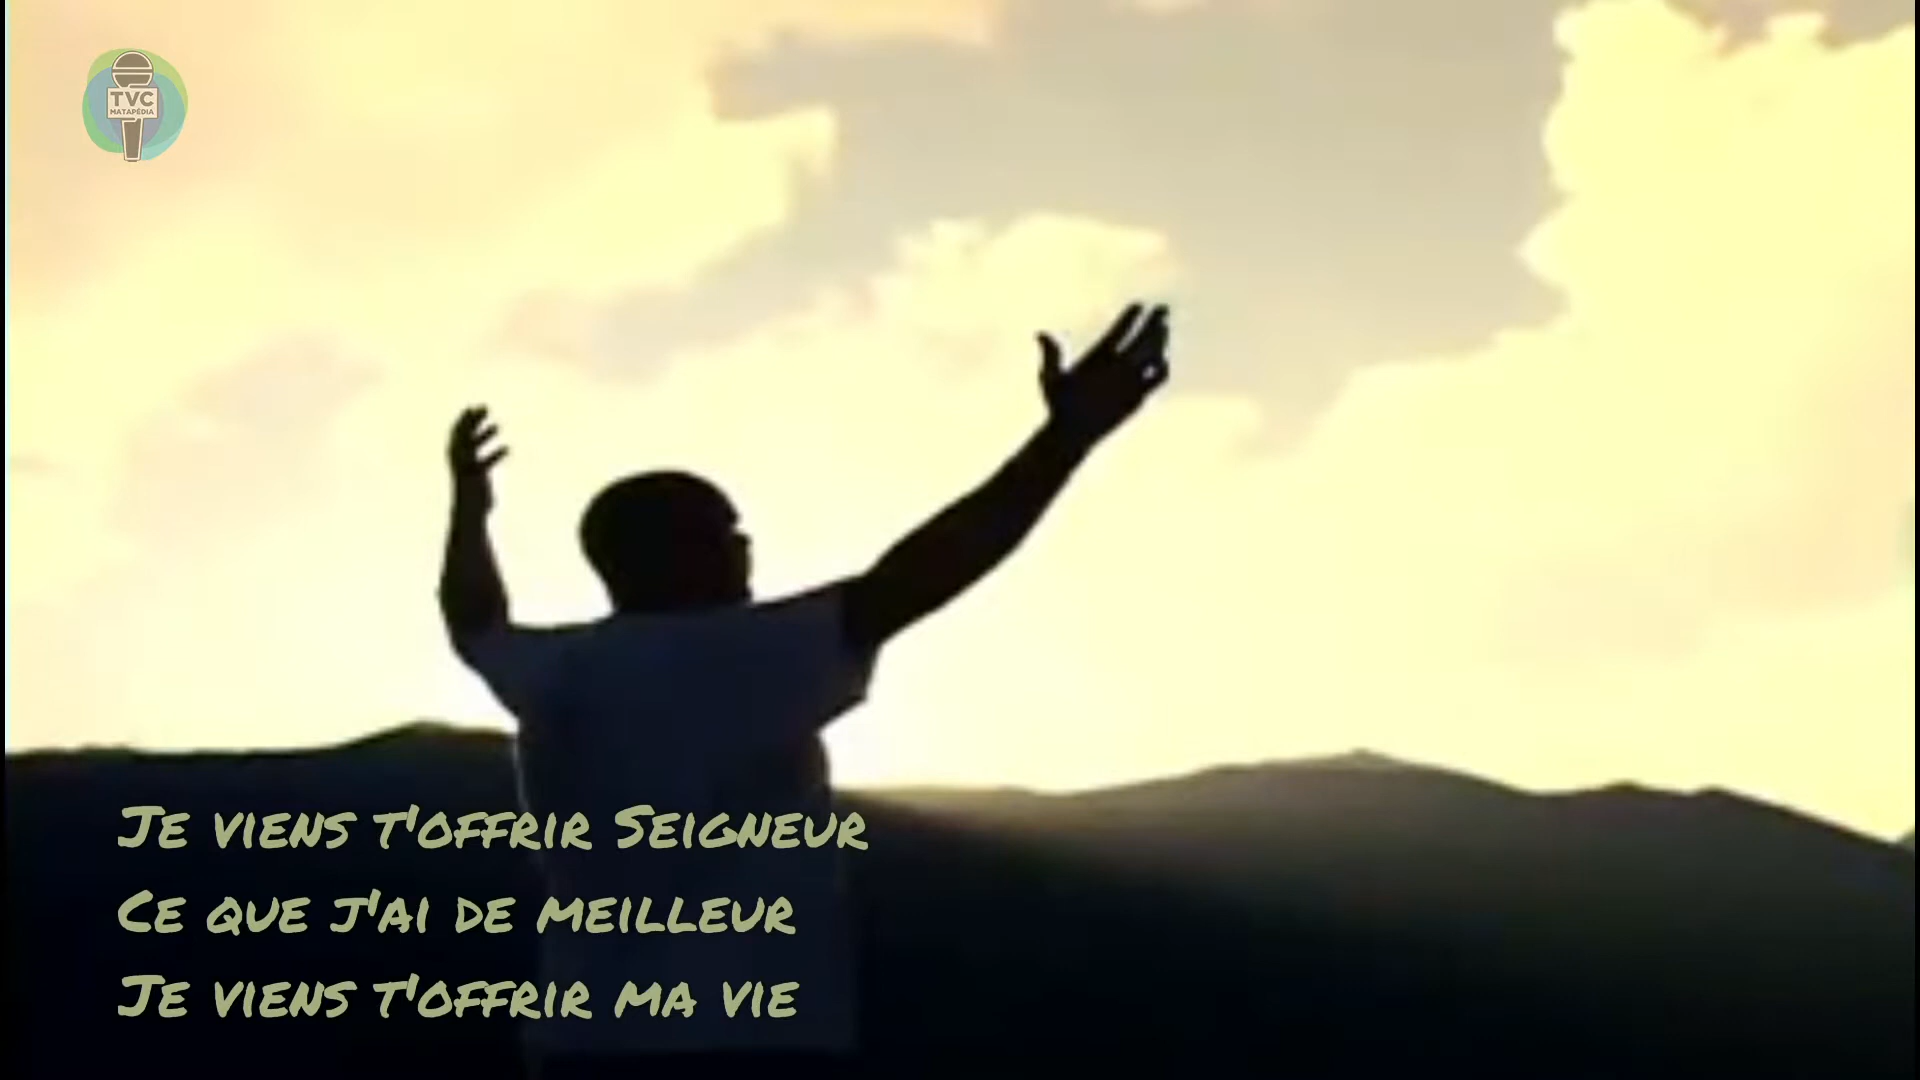 TVC
MATAPÉDIA
Je viens t'offrir Seigneur
Ce que j'ai de meilleur
Je viens t'offrir ma vie